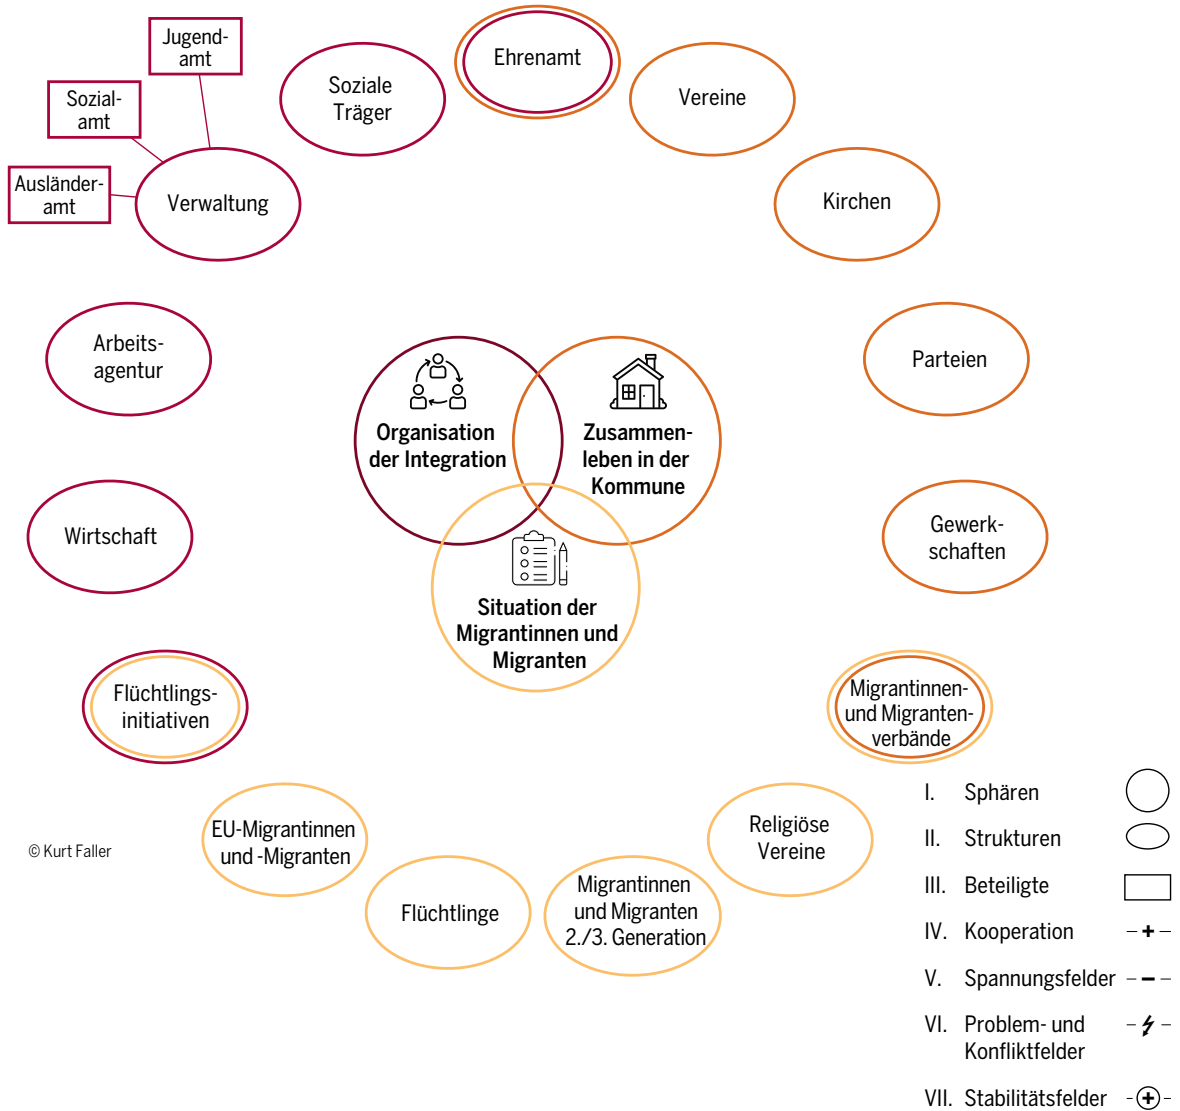 Jugend-
amt
Sozial-
amt
Ausländer-
amt
Verwaltung
Soziale
Träger
Ehrenamt
Vereine
Kirchen
Arbeits-
agentur
Parteien
Wirtschaft
Gewerk-
schaften
Organisation
der Integration
Zusammen-
leben in der
Kommune
Situation der
Migrantinnen und
Migranten
Flüchtlings-
initiativen
Migrantinnen-
und Migranten-
verbände
EU-Migrantinnen
und -Migranten
Flüchtlinge
Migrantinnen
und Migranten
2./3. Generation
Religiöse
Vereine
© Kurt Faller
I. Sphären
II. Strukturen
III. Beteiligte
IV. Kooperation
V. Spannungsfelder
VI. Problem- und
Konfliktfelder
VII. Stabilitätsfelder